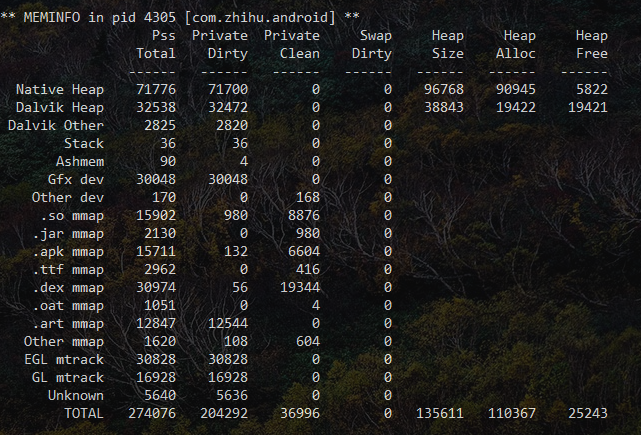 ** MEMINFO in pid 4305 [com.zhihu.android] **
                   Pss  Private  Private     Swap     Heap     Heap     Heap
                 Total    Dirty    Clean    Dirty     Size    Alloc     Free
                ------   ------   ------   ------   ------   ------   ------
  Native Heap    71776    71700        0        0    96768    90945     5822
  Dalvik Heap    32538    32472        0        0    38843    19422    19421
 Dalvik Other     2825     2820        0        0
        Stack       36       36        0        0
       Ashmem       90        4        0        0
      Gfx dev    30048    30048        0        0
    Other dev      170        0      168        0
     .so mmap    15902      980     8876        0
    .jar mmap     2130        0      980        0
    .apk mmap    15711      132     6604        0
    .ttf mmap     2962        0      416        0
    .dex mmap    30974       56    19344        0
    .oat mmap     1051        0        4        0
    .art mmap    12847    12544        0        0
   Other mmap     1620      108      604        0
   EGL mtrack    30828    30828        0        0
    GL mtrack    16928    16928        0        0
      Unknown     5640     5636        0        0
        TOTAL   274076   204292    36996        0   135611   110367    25243